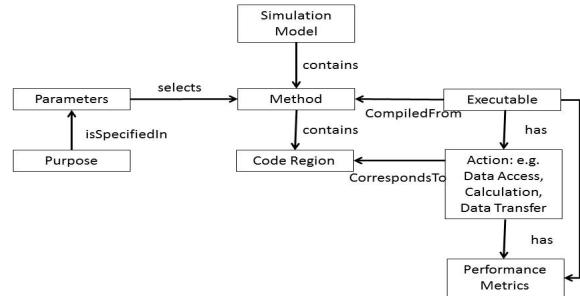 Simulation
Model
contains
selects
Parameters
Method
Executable
isSpecifiedIn
contains
CompiledFrom
has
Purpose
Code Region
CorrespondsTo
Action: e.g.
Data Access,
Calculation,
Data Transfer
has
Performance
Metrics